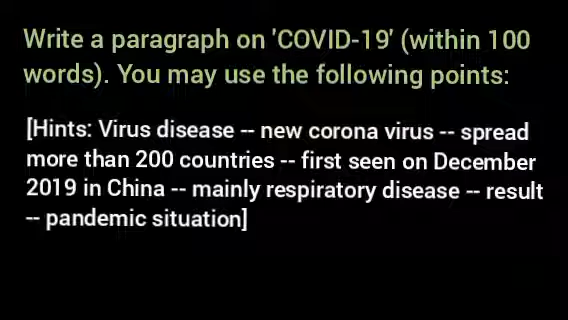 Write a paragraph on 'COVID-19' (within 100
words). You may use the following points:
[Hints: Virus disease -- new corona virus -- spread
more than 200 countries -- first seen on December
2019 in China -- mainly respiratory disease -- result
-- pandemic situation]